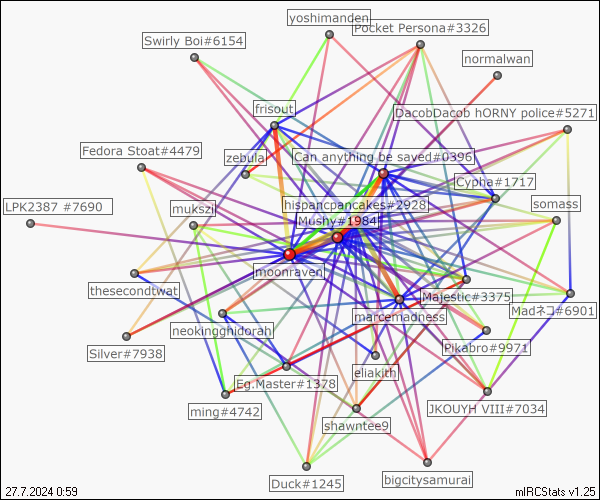 yoshimanden
Pocket Persona#3326
Swirly Boi#6154
normalwan
frisout
DacobDacob hORNY police#5271
Fedora Stoat#4479
zebula
Can anything be saved#0396
Cypha#1717
LPK2387 #7690
mukszi
hispancpancakes#2928
somass
Mushy#1984
moonraven
thesecondtwat
Majestic#3375
Madネコ#6901
neokingghidorah
marcemadness
Silver#7938
Pikabro#9971
eliakith
Eg.Master#1378
ming#4742
JKOUYH VIII#7034
shawntee9
Duck#1245
bigcitysamurai
27.7.2024 0:59
mIRCStats v1.25